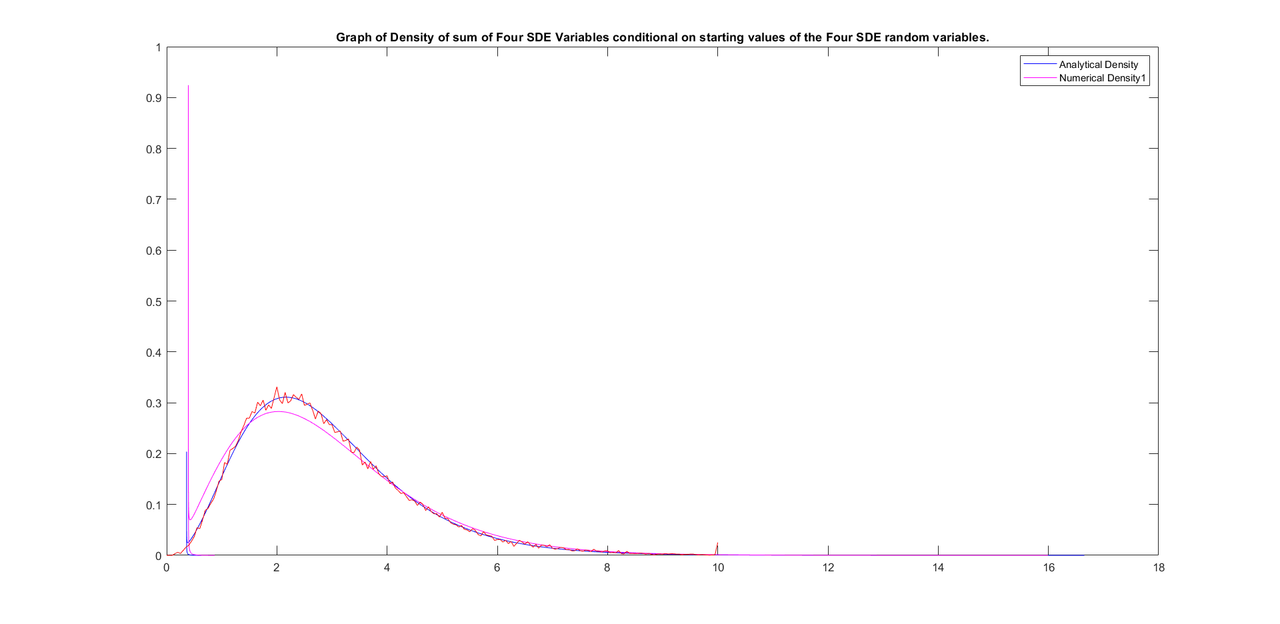 Graph of Density of sum of Four SDE Variables conditional on starting values of the Four SDE random variables.
1
Analytical Density
Numerical Density1
0.9
0.8
0.7
0.6
0.5
0.4
0.3
0.2
0.1
0
0 2 4 6 8 10 12 14 16 18